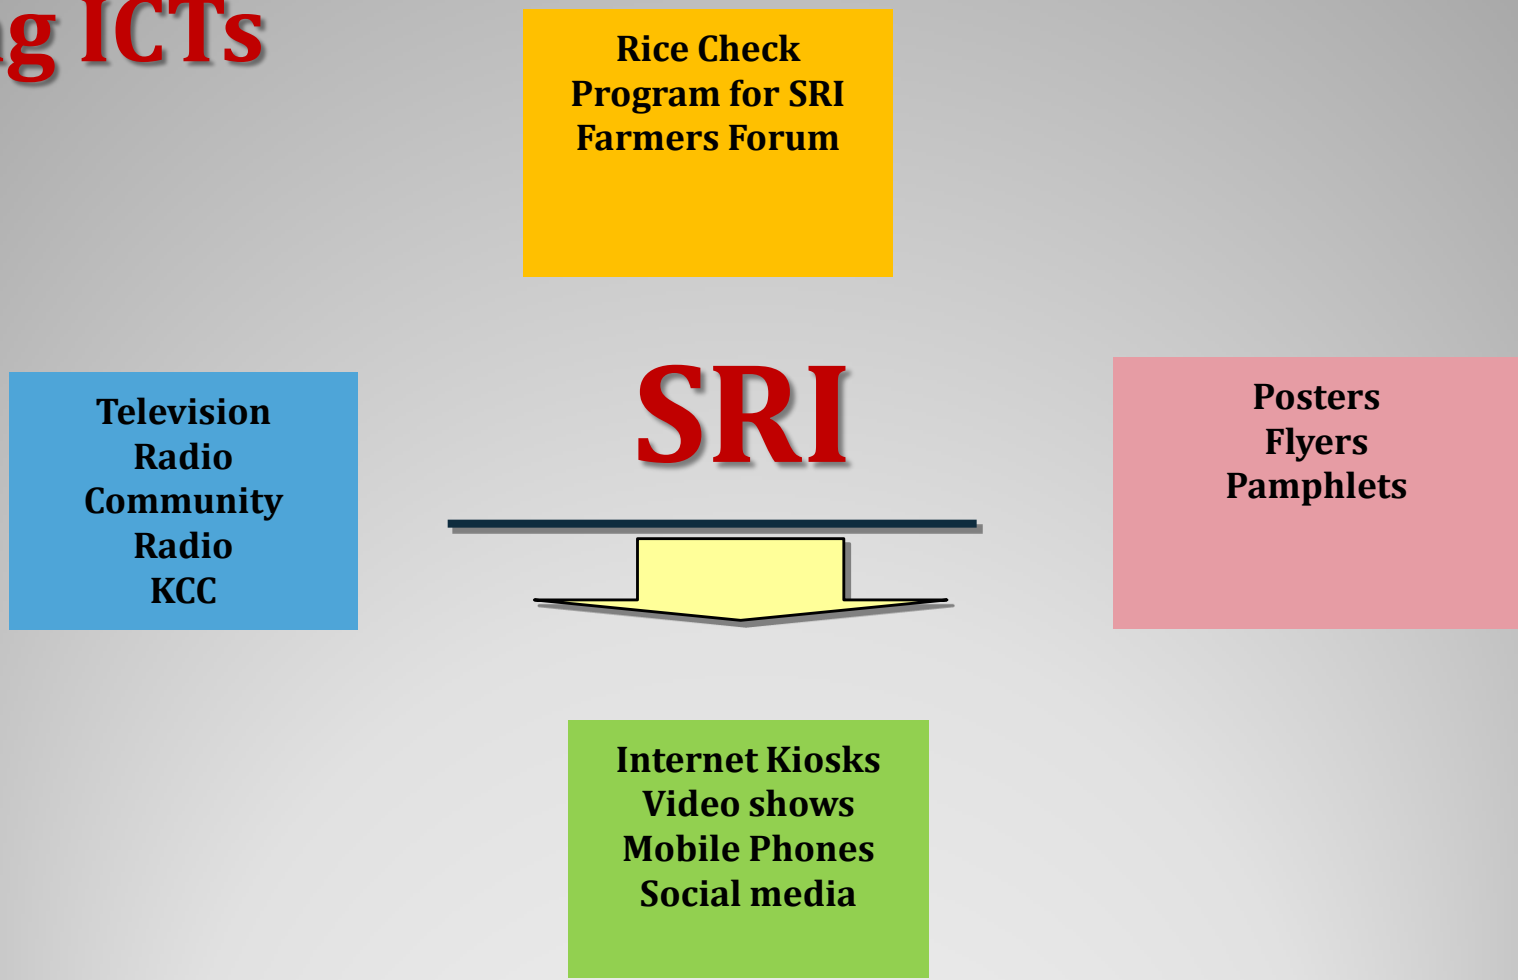 ICTs
Rice Check
Program for SRI
Farmers Forum
SRI
Television
Radio
Community
Radio
KCC
Posters
Flyers
Pamphlets
Internet Kiosks
Video shows
Mobile Phones
Social media